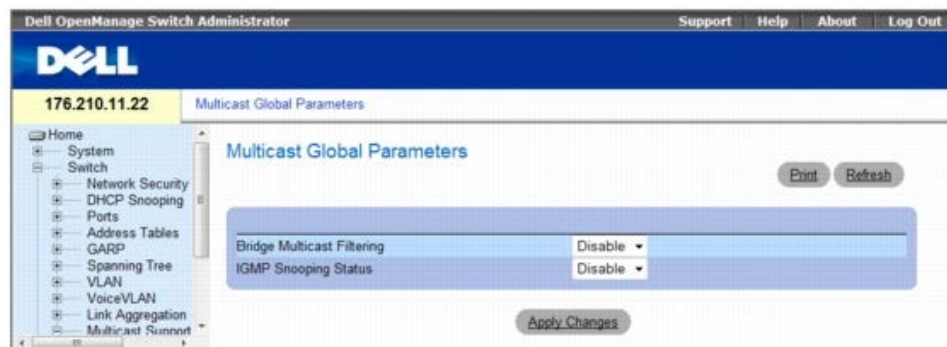 Dell OpenManage Switch Administrator Support Help About Log Out
DELL
176.210.11.22 Multicast Global Parameters
Home
System
Switch
Network Security
DHCP Snooping
Ports
Address Tables
GARP
Spanning Tree
VLAN
VoiceVLAN
Link Aggregation
Multicast Support
Multicast Global Parameters
Print Refresh
Bridge Multicast Filtering Disable
IGMP Snooping Status Disable
Apply Changes